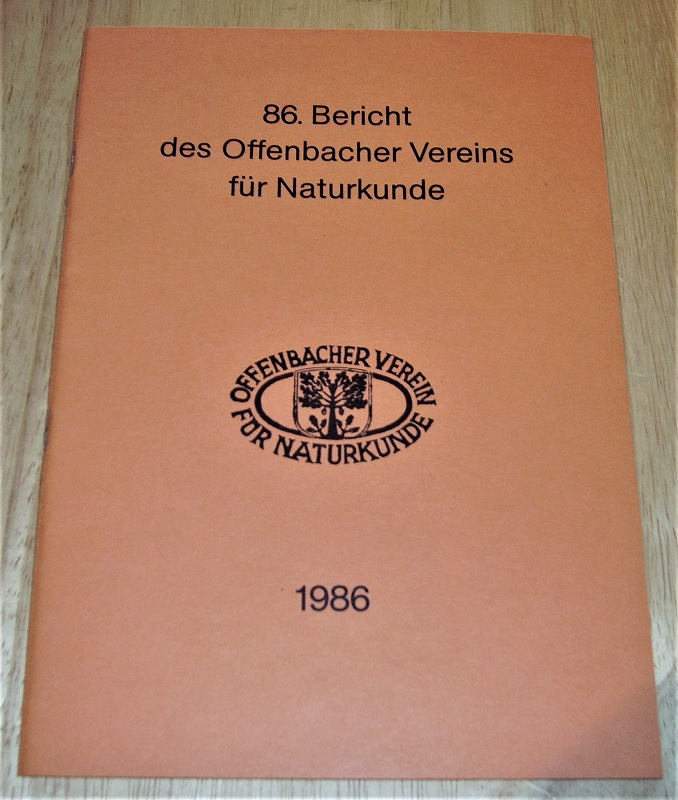 86. Bericht
des Offenbacher Vereins
für Naturkunde
OFFENBACHER VEREIN
FÜR NATURKUNDE
1986